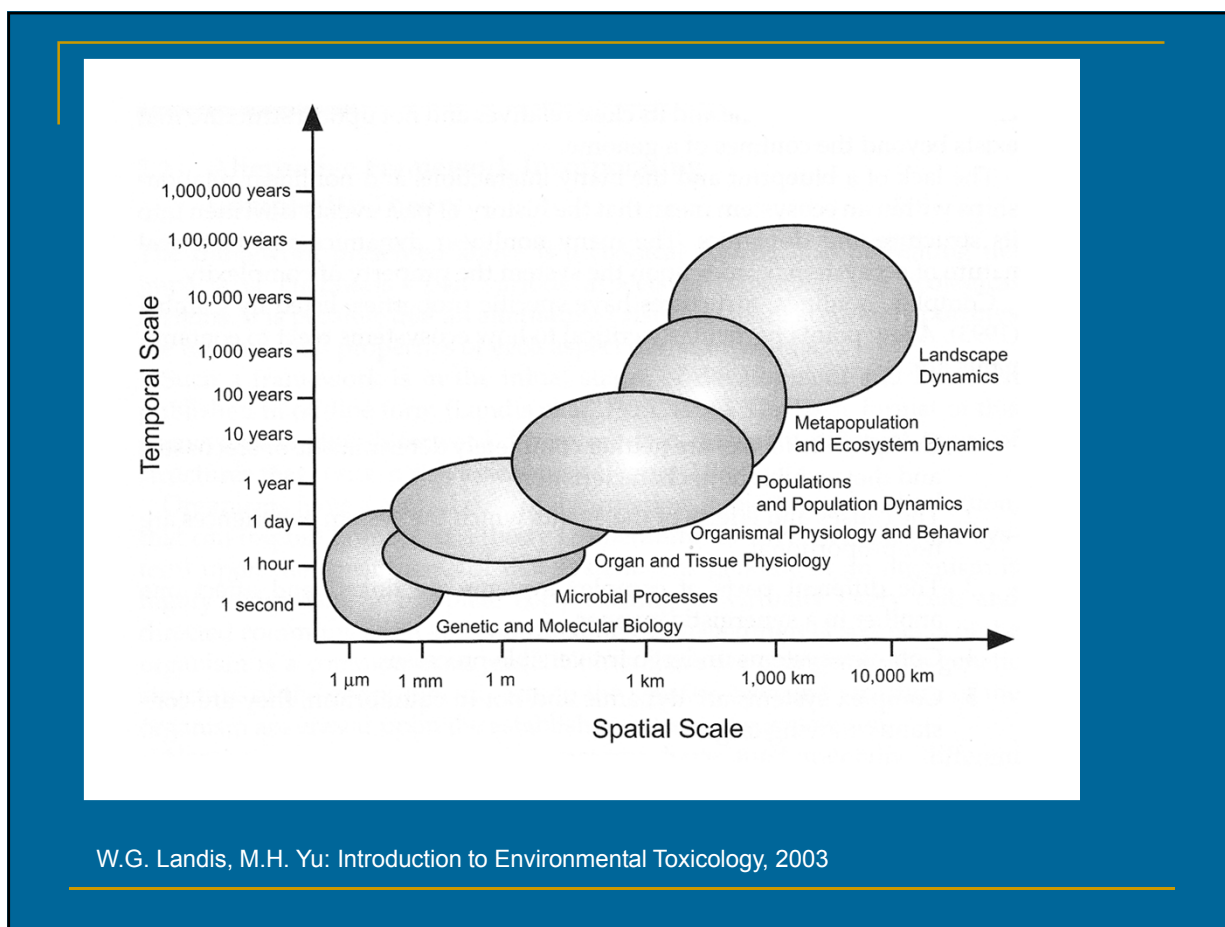 1,000,000 years
1,00,000 years
10,000 years
1,000 years
100 years
10 years
1 year
1 day
1 hour
1 second
Temporal Scale
Landscape
Dynamics
Metapopulation
and Ecosystem Dynamics
Populations
and Population Dynamics
Organismal Physiology and Behavior
Organ and Tissue Physiology
Microbial Processes
Genetic and Molecular Biology
1 μm
1 mm
1 m
1 km
1,000 km
10,000 km
Spatial Scale
W.G. Landis, M.H. Yu: Introduction to Environmental Toxicology, 2003